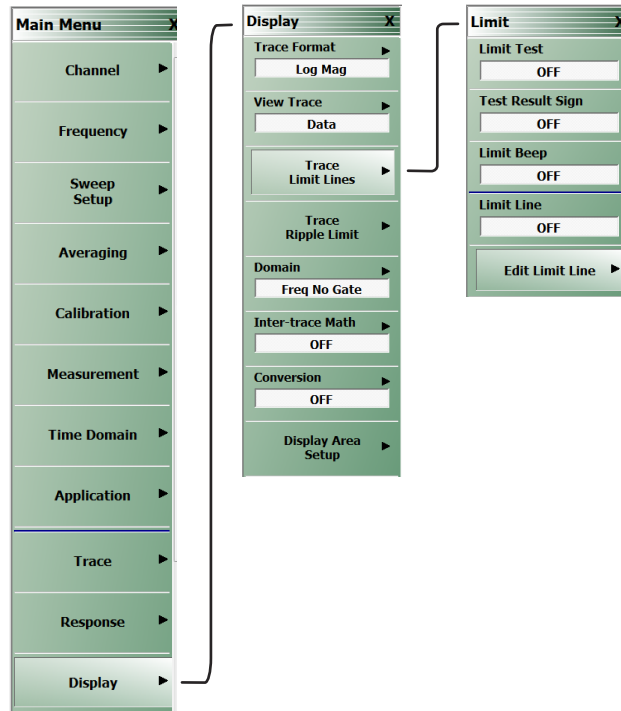 Main Menu X
Channel
Frequency
Sweep
Setup
Averaging
Calibration
Measurement
Time Domain
Application
Trace
Response
Display
Display X
Trace Format
Log Mag
View Trace
Data
Trace
Limit Lines
Trace
Ripple Limit
Domain
Freq No Gate
Inter-trace Math
OFF
Conversion
OFF
Display Area
Setup
Limit X
Limit Test
OFF
Test Result Sign
OFF
Limit Beep
OFF
Limit Line
OFF
Edit Limit Line